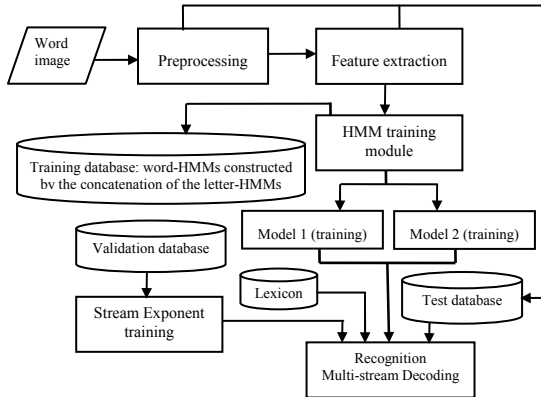 Word
image
Preprocessing
Feature extraction
HMM training
module
Training database: word-HMMs constructed
by the concatenation of the letter-HMMs
Model 1 (training)
Model 2 (training)
Validation database
Lexicon
Test database
Stream Exponent
training
Recognition
Multi-stream Decoding